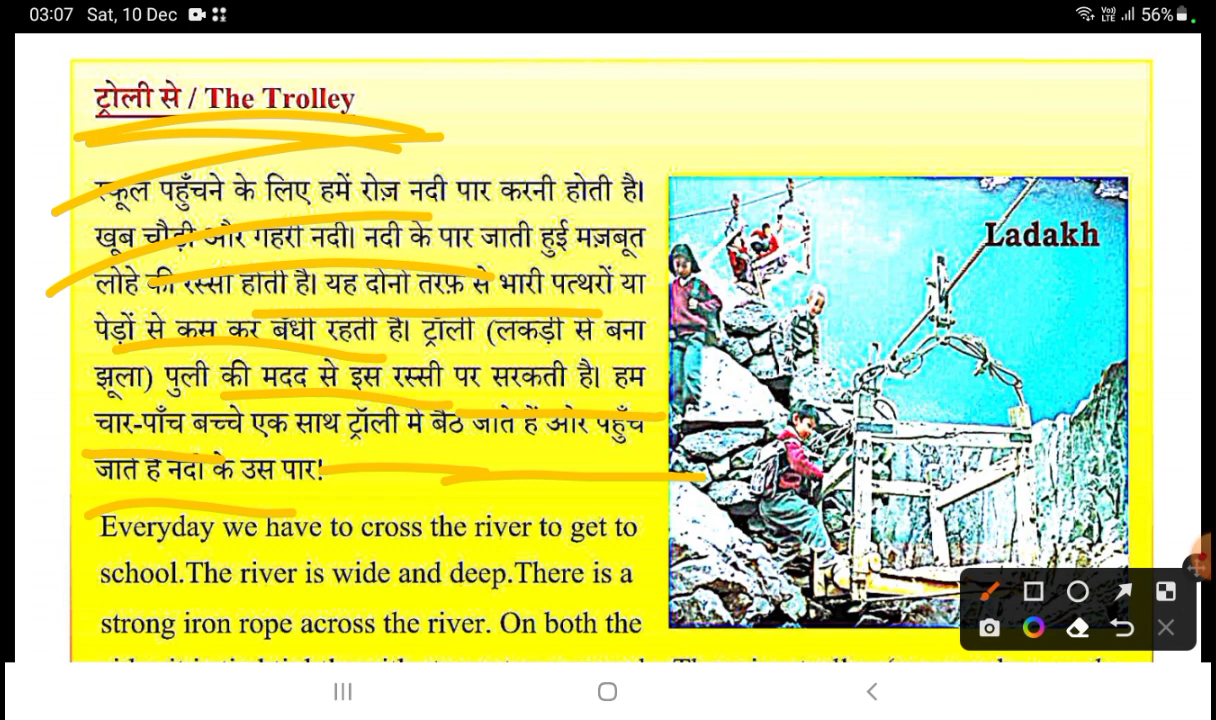 03:07 Sat, 10 Dec
Vo)) LTE 56%
ट्रोली से / The Trolley
स्कूल पहुँचने के लिए हमें रोज़ नदी पार करनी होती है।
खूब चौड़ी और गहरी नदी। नदी के पार जाती हुई मज़बूत
लोहे की रस्सी होती है। यह दोनों तरफ़ से भारी पत्थरों या
पेड़ों से कस कर बँधी रहती है। ट्रॉली (लकड़ी से बना
झूला) पुली की मदद से इस रस्सी पर सरकती है। हम
चार-पाँच बच्चे एक साथ ट्रॉली में बैठ जाते हैं और पहुँच
जाते हैं नदी के उस पार!
Ladakh
Everyday we have to cross the river to get to
school.The river is wide and deep.There is a
strong iron rope across the river. On both the